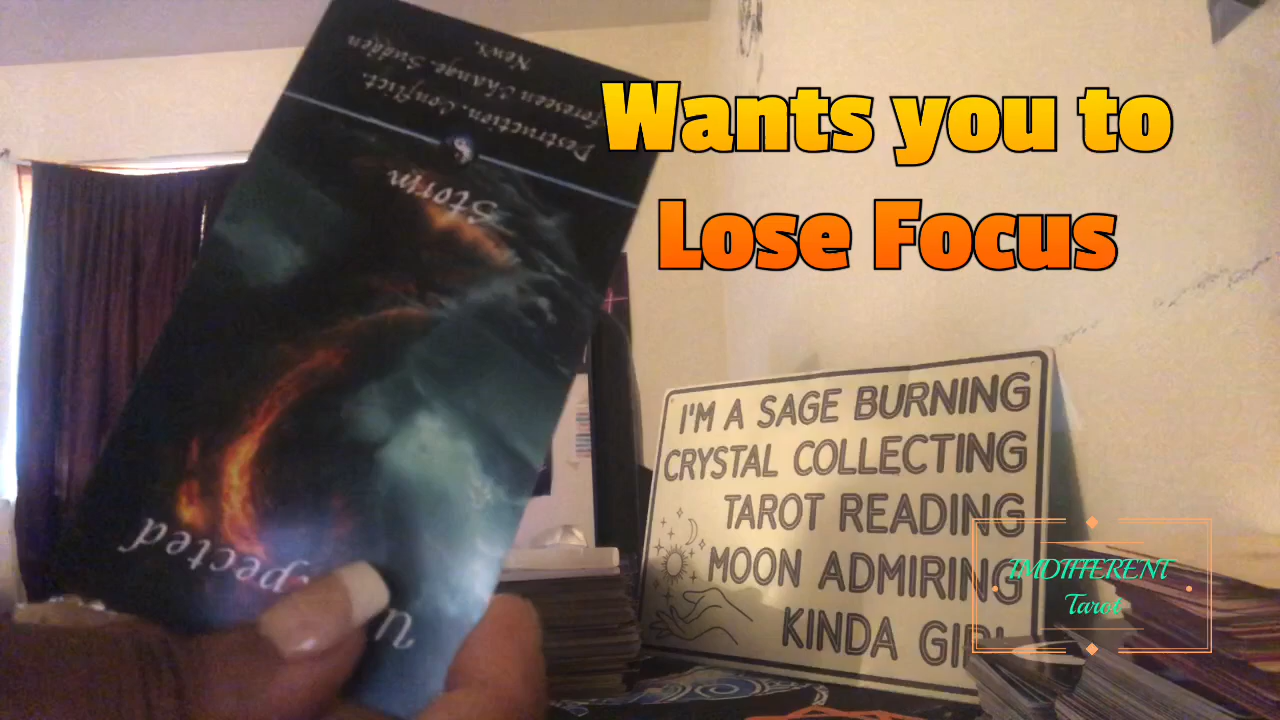 Wants you to
Lose Focus
Storm
Destruction. Conflict.
foreseen Change. Sudden
News.
I'M A SAGE BURNING
CRYSTAL COLLECTING
TAROT READING
MOON ADMIRING
KINDA GIRL
IMDIFFERENT
Tarot